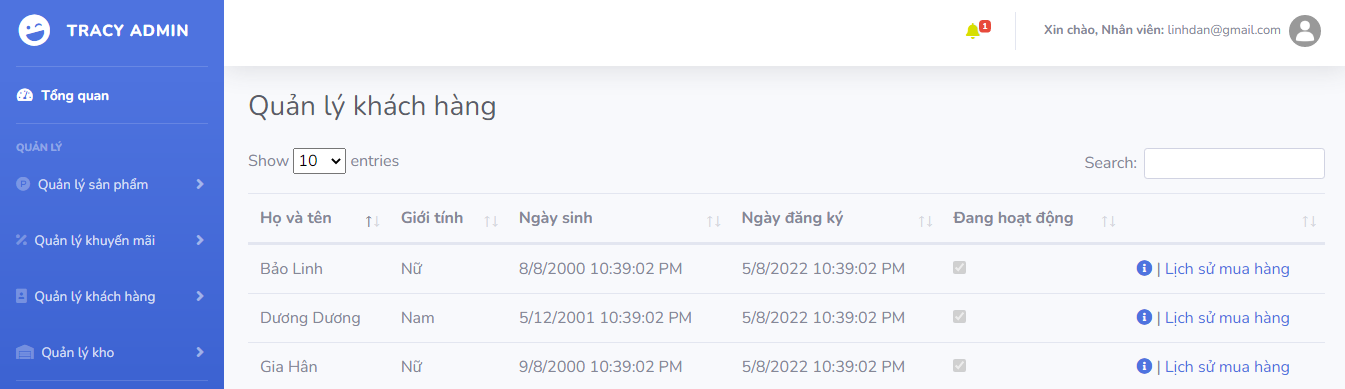 TRACY ADMIN
1
Xin chào, Nhân viên: linhdan@gmail.com
Tổng quan
QUẢN LÝ
P Quản lý sản phẩm
Quản lý khuyến mãi
Quản lý khách hàng
Quản lý kho
Quản lý khách hàng
Show 10 entries
Search:
Họ và tên Giới tính Ngày sinh Ngày đăng ký Đang hoạt động
Bảo Linh Nữ 8/8/2000 10:39:02 PM 5/8/2022 10:39:02 PM | Lịch sử mua hàng
Dương Dương Nam 5/12/2001 10:39:02 PM 5/8/2022 10:39:02 PM | Lịch sử mua hàng
Gia Hân Nữ 9/8/2000 10:39:02 PM 5/8/2022 10:39:02 PM | Lịch sử mua hàng